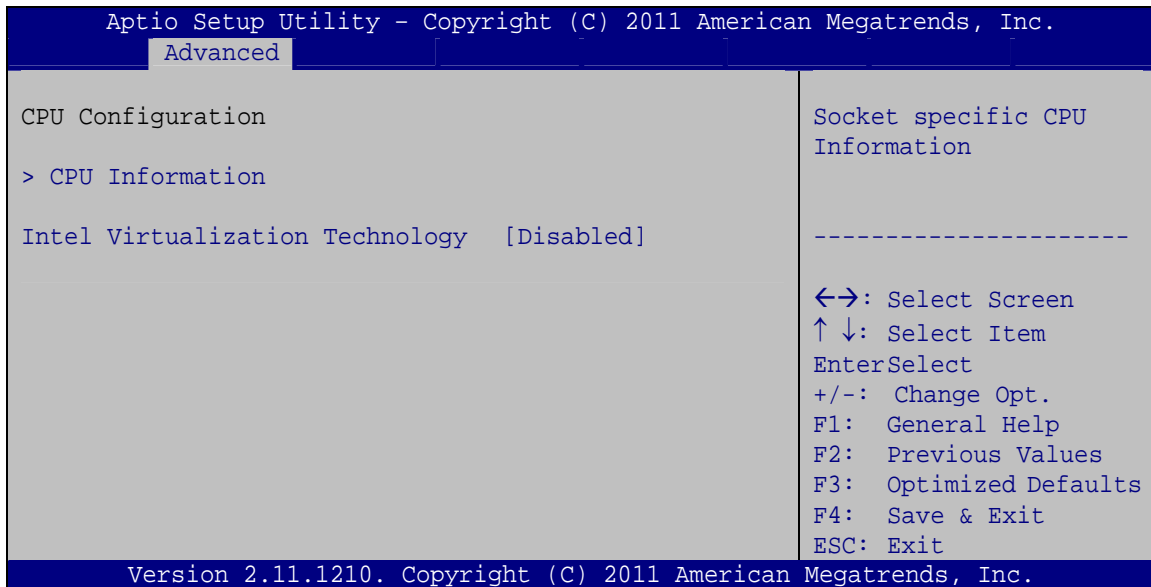 Aptio Setup Utility – Copyright (C) 2011 American Megatrends, Inc.
Advanced
CPU Configuration
> CPU Information
Intel Virtualization Technology [Disabled]
Socket specific CPU
Information
----------------------
←→: Select Screen
↑ ↓: Select Item
EnterSelect
+/-: Change Opt.
F1: General Help
F2: Previous Values
F3: Optimized Defaults
F4: Save & Exit
ESC: Exit
Version 2.11.1210. Copyright (C) 2011 American Megatrends, Inc.